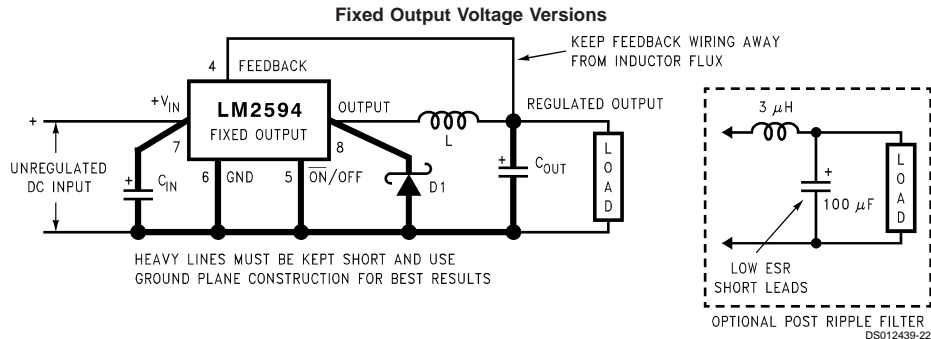 Fixed Output Voltage Versions
KEEP FEEDBACK WIRING AWAY
FROM INDUCTOR FLUX
4 FEEDBACK
+VIN
LM2594
FIXED OUTPUT
OUTPUT
REGULATED OUTPUT
+
7
8
L
UNREGULATED
DC INPUT
+
CIN
6 GND
5 ON/OFF
D1
+
COUT
LOAD
HEAVY LINES MUST BE KEPT SHORT AND USE
GROUND PLANE CONSTRUCTION FOR BEST RESULTS
3 μH
+
100 μF
LOAD
LOW ESR
SHORT LEADS
OPTIONAL POST RIPPLE FILTER
DS012439-22